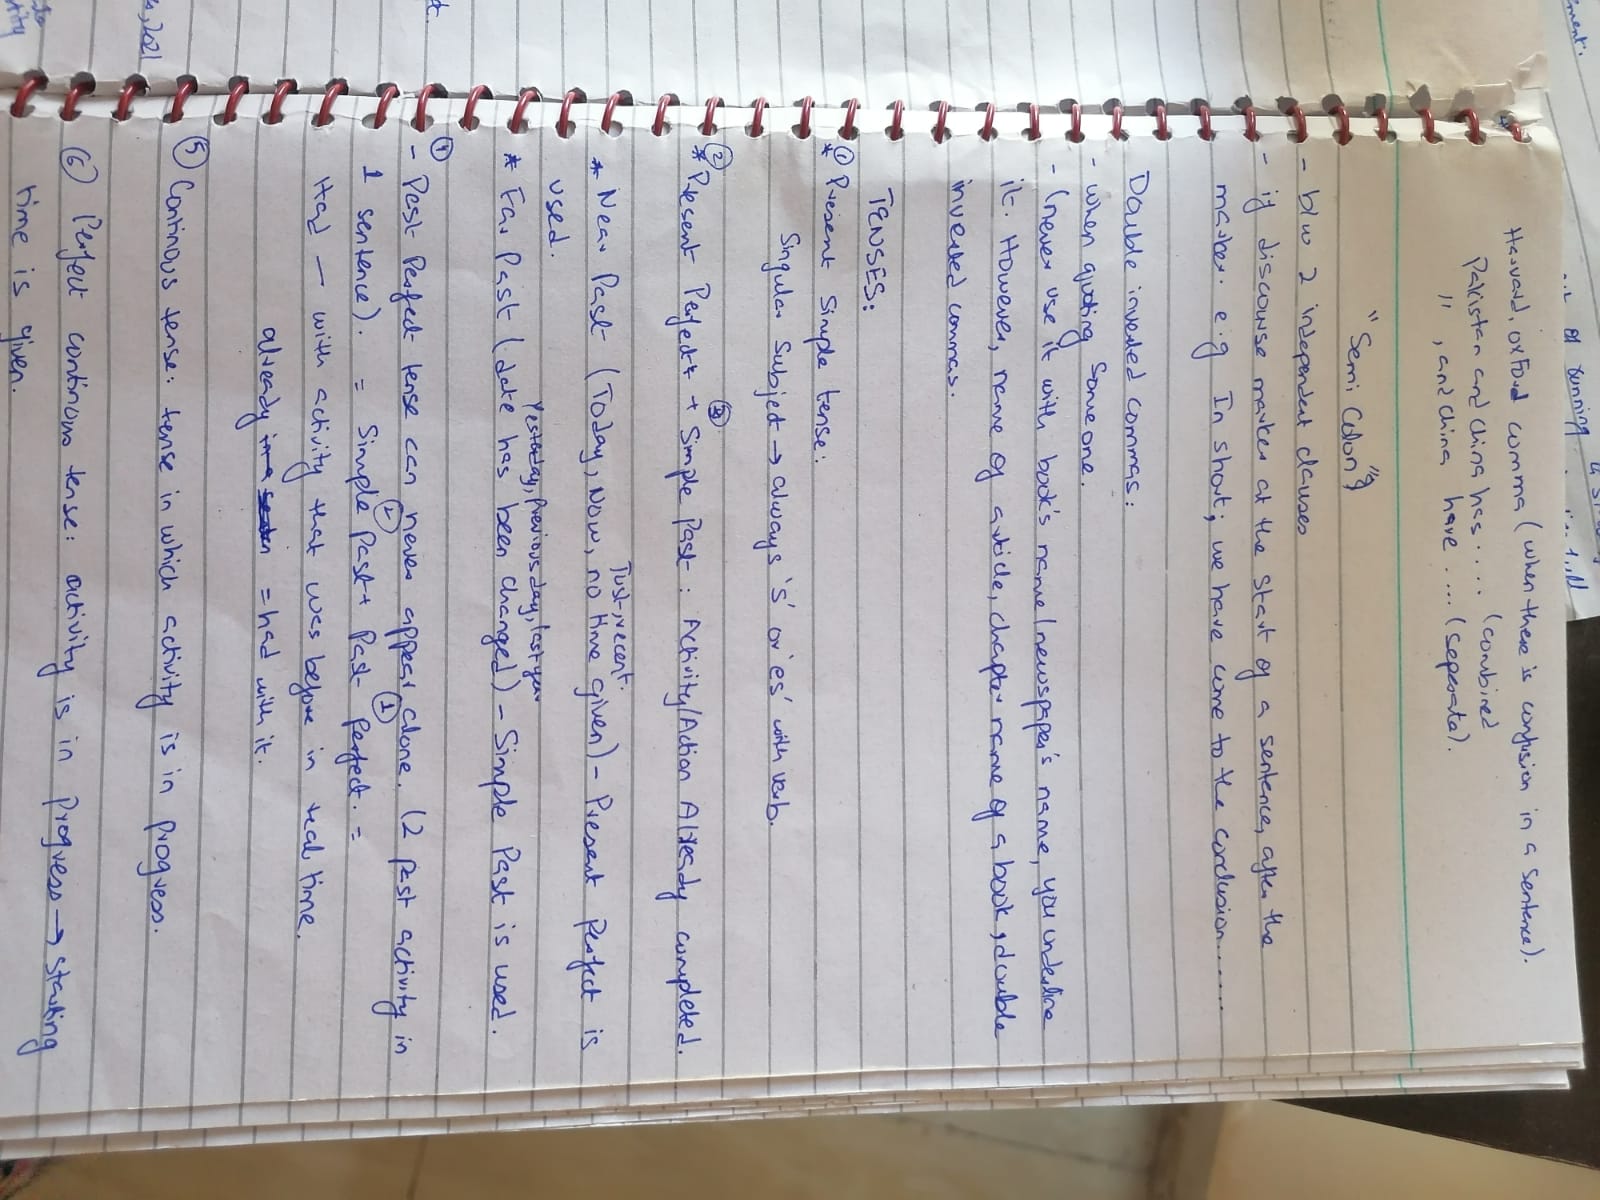 ement.
of running
Harvard, oxFord comma (when there is confusion in a sentence).
Pakistan and China has .... (combined
" , and China have .... (seperate).
"Semi Colon"
- b/w 2 independent clauses
- if discourse marker at the start of a sentence, after the
marker. e.g In short; we have come to the conclusion.......
Double inverted commas:
- when quoting someone.
- (never use it with book's name/newspaper's name, you underline
it. However, name of article, chapter name of a book, double
inverted commas.
TENSES:
① * Present Simple tense:
Singular Subject → always 's' or 'es' with verb.
② * Present Perfect + ③ Simple Past : Activity/Action Already completed.
Just, recent.
* Near Past (Today, Now, no time given) - Present Perfect is
used.
Yesterday, Previous day, last year
* Far Past (date has been changed) - Simple Past is used.
④
- Past Perfect tense can never appear alone. (2 past activity in
1 sentence). = Simple ② Past + Past ① perfect. =
Had - with activity that was before in real time.
already = had with it.
⑤ Continous tense: tense in which activity is in progress.
⑥ Perfect continous tense: activity is in Progress → starting
time is given.
, 2021